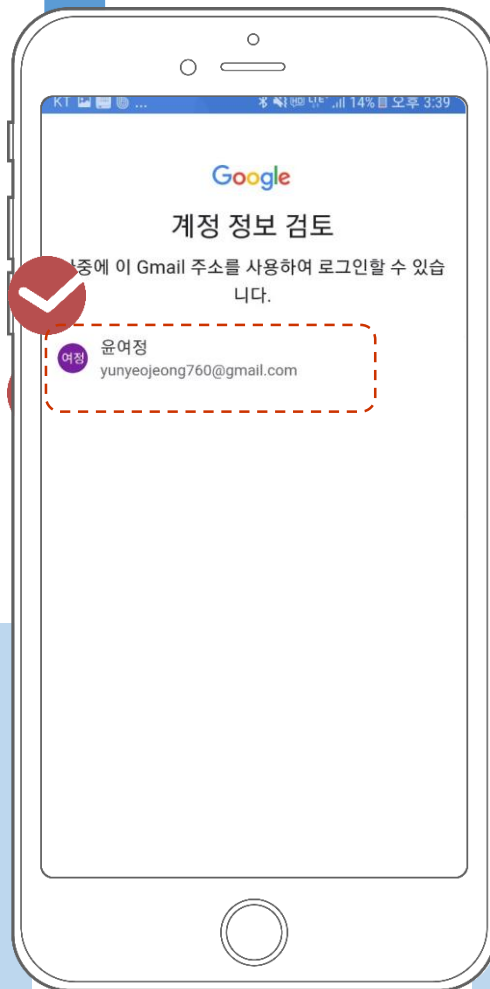 KT ... 14% 오후 3:39
Google
계정 정보 검토
중에 이 Gmail 주소를 사용하여 로그인할 수 있습
니다.
여정
윤여정
yunyeojeong760@gmail.com